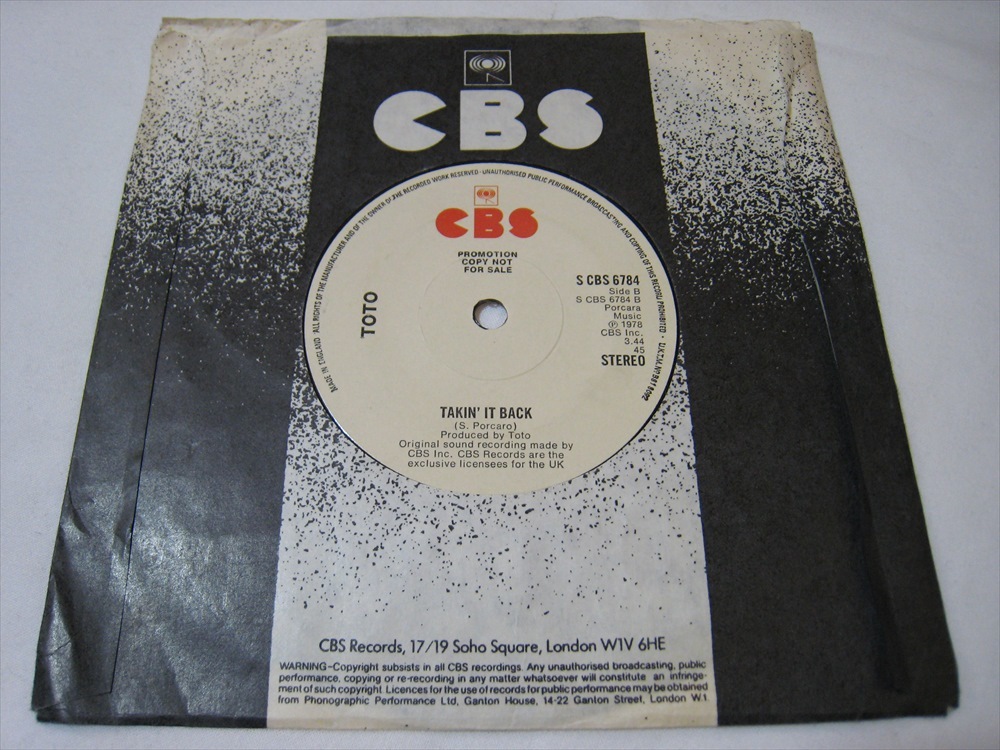 CBS
MADE IN ENGLAND · ALL RIGHTS OF THE MANUFACTURER AND OF THE OWNER OF THE RECORDED WORK RESERVED · UNAUTHORISED PUBLIC PERFORMANCE BROADCASTING AND COPYING OF THIS RECORD PROHIBITED ·
CBS
PROMOTION
COPY NOT
FOR SALE
TOTO
S CBS 6784
Side B
S CBS 6784 B
Porcara
Music
℗ 1978
CBS Inc.
3.44
45
STEREO
TAKIN' IT BACK
(S. Porcaro)
Produced by Toto
Original sound recording made by
CBS Inc. CBS Records are the
exclusive licensees for the UK
CBS Records, 17/19 Soho Square, London W1V 6HE
WARNING–Copyright subsists in all CBS recordings. Any unauthorised broadcasting, public
performance, copying or re-recording in any matter whatsoever will constitute an infringe-
ment of such copyright. Licences for the use of records for public performance may be obtained
from Phonographic Performance Ltd, Ganton House, 14-22 Ganton Street, London W.1.